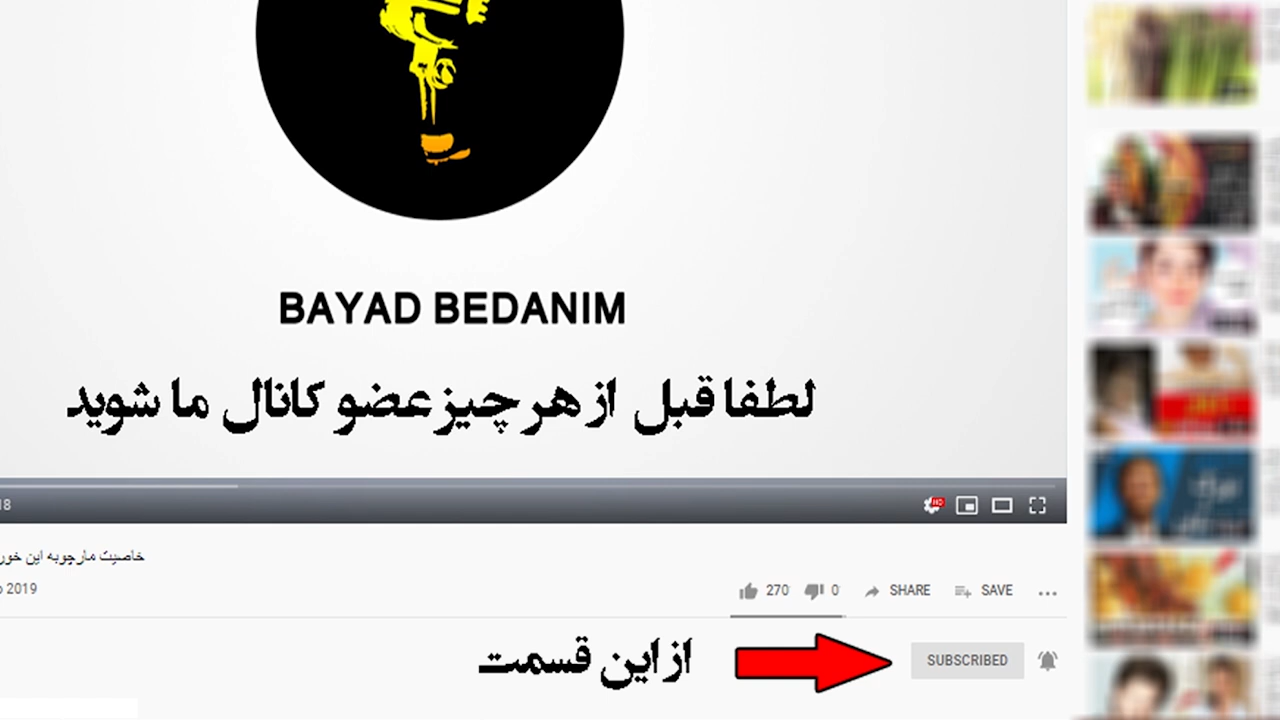 BAYAD BEDANIM
لطفا قبل از هر چیز عضو کانال ما شوید
HD
خاصیت مارچوبه این
2019
270
0
SHARE
SAVE
از این قسمت
SUBSCRIBED